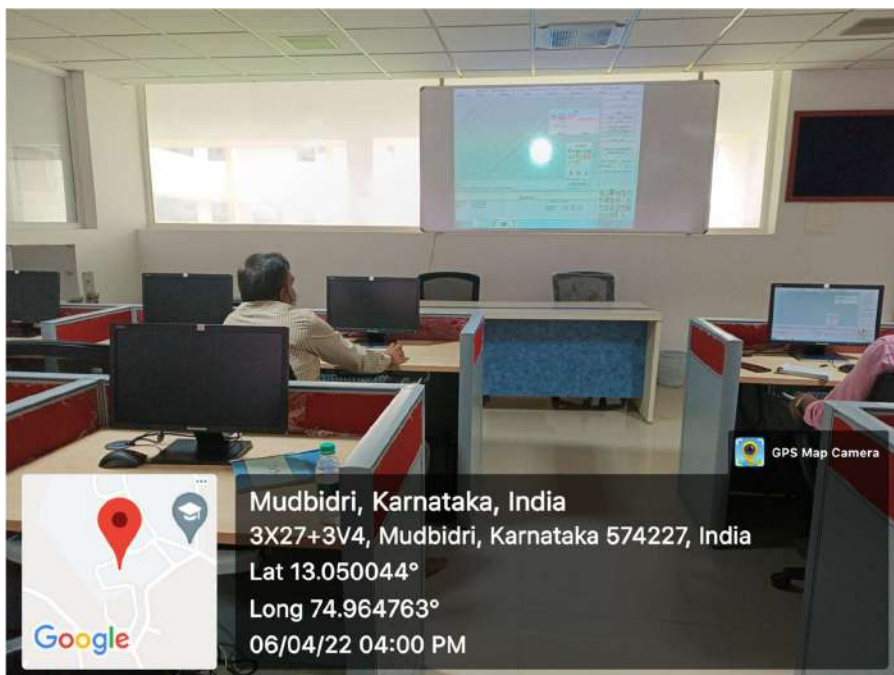 GPS Map Camera
Mudbidri, Karnataka, India
3X27+3V4, Mudbidri, Karnataka 574227, India
Lat 13.050044°
Long 74.964763°
06/04/22 04:00 PM
Google